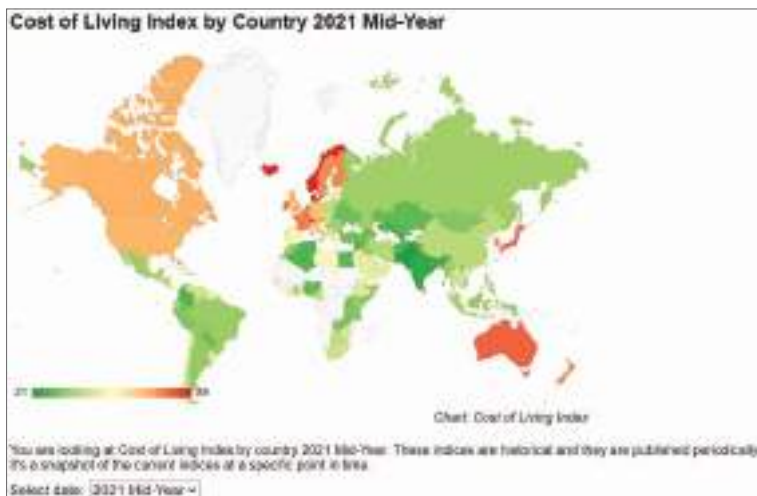 Cost of Living Index by Country 2021 Mid-Year
Chart: Cost of Living Index
You are looking at Cost of Living Index by country 2021 Mid-Year. These indices are historical and they are published periodically.
It's a snapshot of the current indices at a specific point in time.
Select date: 2021 Mid-Year